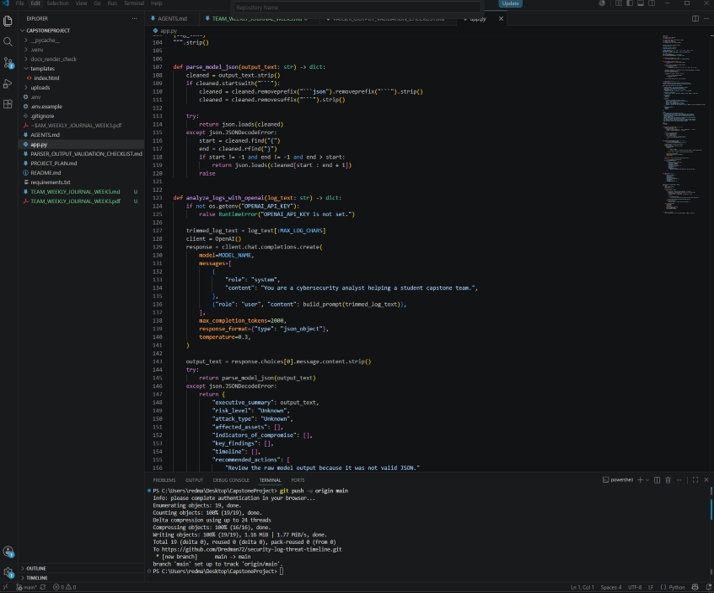 File Edit Selection View Go Run Terminal Help
Repository Name
Update
EXPLORER
CAPSTONEPROJECT
__pycache__
.venv
docx_render_check
templates
index.html
uploads
.env
.env.example
.gitignore
~$AM_WEEKLY_JOURNAL_WEEK3.pdf
AGENTS.md
app.py
PARSER_OUTPUT_VALIDATION_CHECKLIST.md
PROJECT_PLAN.md
README.md
requirements.txt
TEAM_WEEKLY_JOURNAL_WEEK3.md U
TEAM_WEEKLY_JOURNAL_WEEK3.pdf U
OUTLINE
TIMELINE
AGENTS.md
app.py
app.py
104 """.strip()
105
106
107 def parse_model_json(output_text: str) -> dict:
108 cleaned = output_text.strip()
109 if cleaned.startswith("```"):
110 cleaned = cleaned.removeprefix("```json").removeprefix("```").strip()
111 cleaned = cleaned.removesuffix("```").strip()
112
113 try:
114 return json.loads(cleaned)
115 except json.JSONDecodeError:
116 start = cleaned.find("{")
117 end = cleaned.rfind("}")
118 if start != -1 and end != -1 and end > start:
119 return json.loads(cleaned[start : end + 1])
120 raise
121
122
123 def analyze_logs_with_openai(log_text: str) -> dict:
124 if not os.getenv("OPENAI_API_KEY"):
125 raise RuntimeError("OPENAI_API_KEY is not set.")
126
127 trimmed_log_text = log_text[:MAX_LOG_CHARS]
128 client = OpenAI()
129 response = client.chat.completions.create(
130 model=MODEL_NAME,
131 messages=[
132 {
133 "role": "system",
134 "content": "You are a cybersecurity analyst helping a student capstone team.",
135 },
136 {"role": "user", "content": build_prompt(trimmed_log_text)},
137 ],
138 max_completion_tokens=2000,
139 response_format={"type": "json_object"},
140 temperature=0.3,
141 )
142
143 output_text = response.choices[0].message.content.strip()
144 try:
145 return parse_model_json(output_text)
146 except json.JSONDecodeError:
147 return {
148 "executive_summary": output_text,
149 "risk_level": "Unknown",
150 "attack_type": "Unknown",
151 "affected_assets": [],
152 "indicators_of_compromise": [],
153 "key_findings": [],
154 "timeline": [],
155 "recommended_actions": [
156 "Review the raw model output because it was not valid JSON."
PROBLEMS OUTPUT DEBUG CONSOLE TERMINAL PORTS
powershell
PS C:\Users\redma\Desktop\CapstoneProject> git push -u origin main
info: please complete authentication in your browser...
Enumerating objects: 19, done.
Counting objects: 100% (19/19), done.
Delta compression using up to 24 threads
Compressing objects: 100% (16/16), done.
Writing objects: 100% (19/19), 1.16 MiB | 1.77 MiB/s, done.
Total 19 (delta 0), reused 0 (delta 0), pack-reused 0 (from 0)
To https://github.com/Dredman72/security-log-threat-timeline.git
* [new branch] main -> main
branch 'main' set up to track 'origin/main'.
PS C:\Users\redma\Desktop\CapstoneProject>
main* 0 0
Ln 1, Col 1 Spaces: 4 UTF-8 LF Python